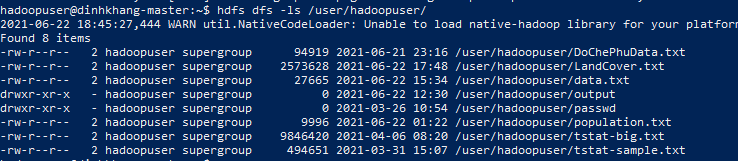 hadoopuser@dinhkhang-master:~$ hdfs dfs -ls /user/hadoopuser/
2021-06-22 18:45:27,444 WARN util.NativeCodeLoader: Unable to load native-hadoop library for your platfor
Found 8 items
-rw-r--r--   2 hadoopuser supergroup      94919 2021-06-21 23:16 /user/hadoopuser/DoChePhuData.txt
-rw-r--r--   2 hadoopuser supergroup    2573628 2021-06-22 17:48 /user/hadoopuser/LandCover.txt
-rw-r--r--   2 hadoopuser supergroup      27665 2021-06-22 15:34 /user/hadoopuser/data.txt
drwxr-xr-x   - hadoopuser supergroup          0 2021-06-22 12:30 /user/hadoopuser/output
drwxr-xr-x   - hadoopuser supergroup          0 2021-03-26 10:54 /user/hadoopuser/passwd
-rw-r--r--   2 hadoopuser supergroup       9996 2021-06-22 01:22 /user/hadoopuser/population.txt
-rw-r--r--   2 hadoopuser supergroup    9846420 2021-04-06 08:20 /user/hadoopuser/tstat-big.txt
-rw-r--r--   2 hadoopuser supergroup     494651 2021-03-31 15:07 /user/hadoopuser/tstat-sample.txt